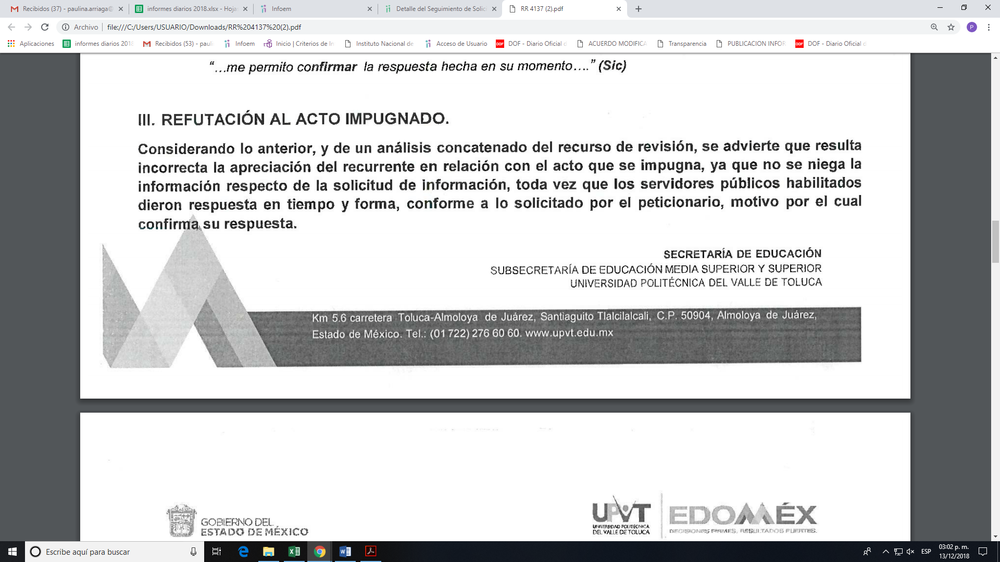 Recibidos (37) - paulina.arriaga@
informes diarios 2018.xlsx - Hoja
Infoem
Detalle del Seguimiento de Solici
RR 4137 (2).pdf
Archivo
file:///C:/Users/USUARIO/Downloads/RR%204137%20(2).pdf
P
Aplicaciones
informes diarios 2018
Recibidos (53) - pauli
Infoem
Inicio | Criterios de In
Instituto Nacional de
Acceso de Usuario
DOF - Diario Oficial d
ACUERDO MODIFICA
Transparencia
PUBLICACION INFOR
DOF - Diario Oficial d
“…me permito confirmar la respuesta hecha en su momento….” (Sic)
III. REFUTACIÓN AL ACTO IMPUGNADO.
Considerando lo anterior, y de un análisis concatenado del recurso de revisión, se advierte que resulta
incorrecta la apreciación del recurrente en relación con el acto que se impugna, ya que no se niega la
información respecto de la solicitud de información, toda vez que los servidores públicos habilitados
dieron respuesta en tiempo y forma, conforme a lo solicitado por el peticionario, motivo por el cual
confirma su respuesta.
SECRETARÍA DE EDUCACIÓN
SUBSECRETARÍA DE EDUCACIÓN MEDIA SUPERIOR Y SUPERIOR
UNIVERSIDAD POLITÉCNICA DEL VALLE DE TOLUCA
Km 5.6 carretera Toluca-Almoloya de Juárez, Santiaguito Tlalcilalcali, C.P. 50904, Almoloya de Juárez,
Estado de México. Tel.: (01 722) 276 60 60. www.upvt.edu.mx
GOBIERNO DEL
ESTADO DE MÉXICO
UPVT
UNIVERSIDAD POLITÉCNICA
DEL VALLE DE TOLUCA
EDOMÉX
DECISIONES FIRMES, RESULTADOS FUERTES.
Escribe aquí para buscar
ESP
03:02 p. m.
13/12/2018